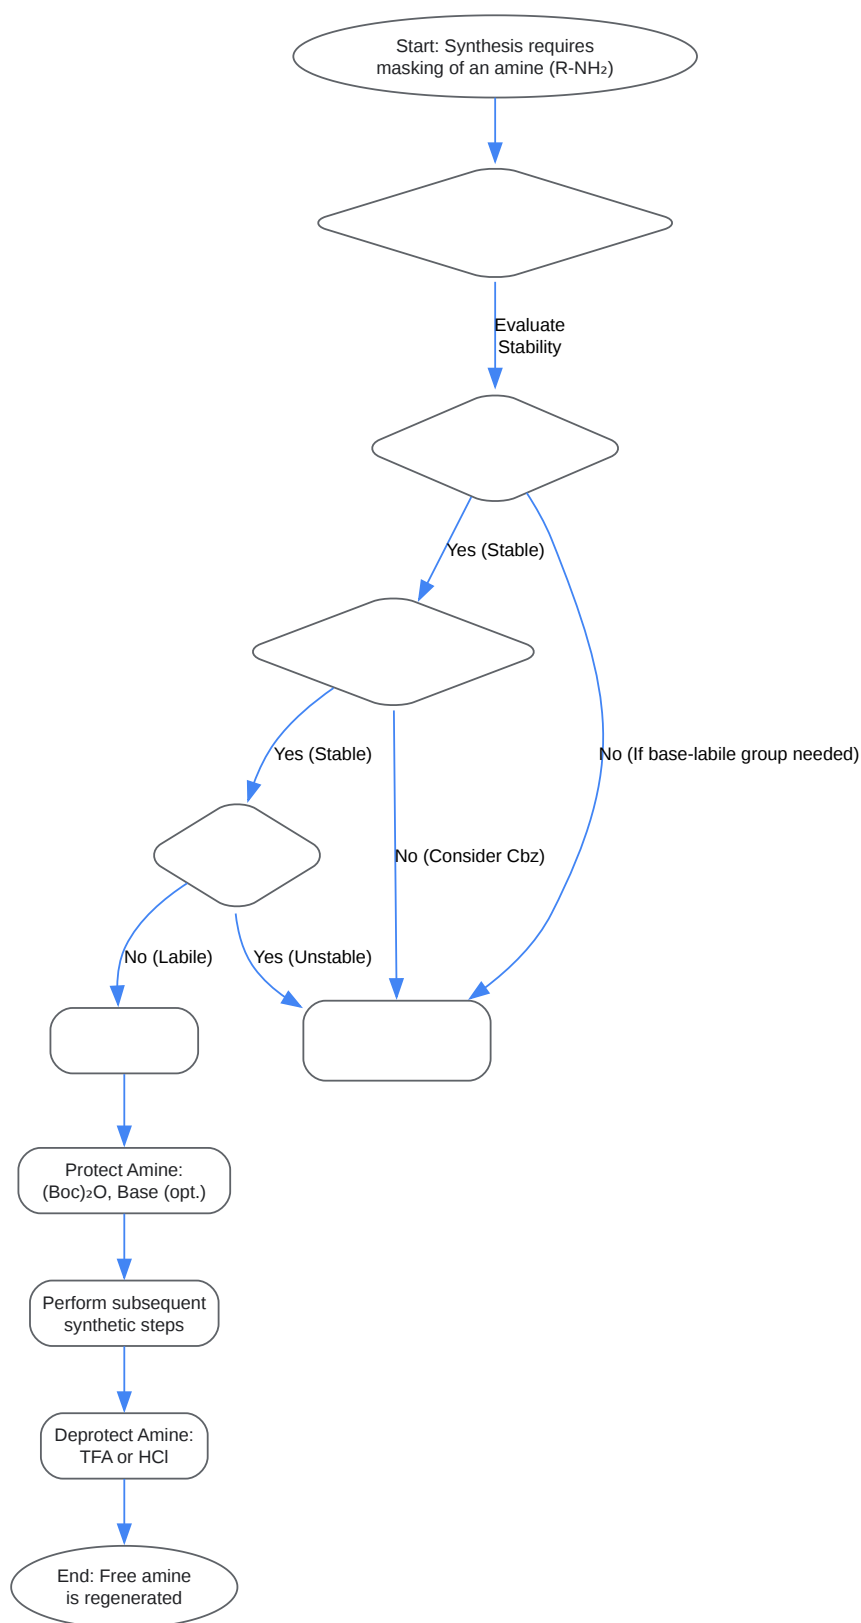 Start: Synthesis requires
masking of an amine (R-NH₂)
Evaluate
Stability
Yes (Stable)
Yes (Stable)
No (If base-labile group needed)
No (Consider Cbz)
No (Labile)
Yes (Unstable)
Protect Amine:
(Boc)₂O, Base (opt.)
Perform subsequent
synthetic steps
Deprotect Amine:
TFA or HCl
End: Free amine
is regenerated